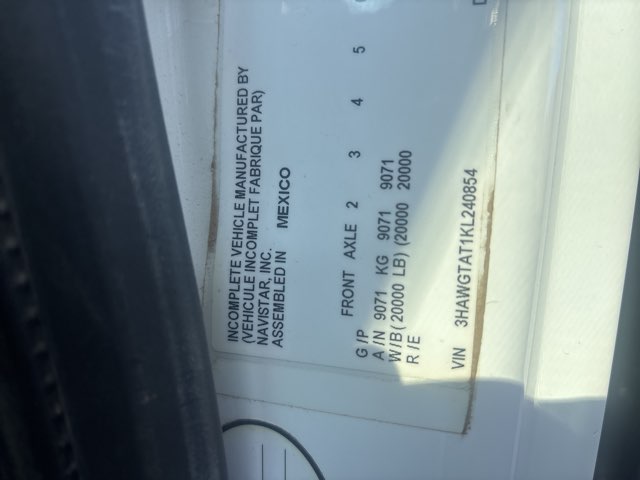 INCOMPLETE VEHICLE MANUFACTURED BY
(VEHICULE INCOMPLET FABRIQUE PAR)
NAVISTAR, INC.
ASSEMBLED IN MEXICO
G/P FRONT AXLE 2 3 4 5
A/N 9071 KG 9071 9071
W/B (20000 LB) (20000 20000
R/E
VIN 3HAWGTAT1KL240854